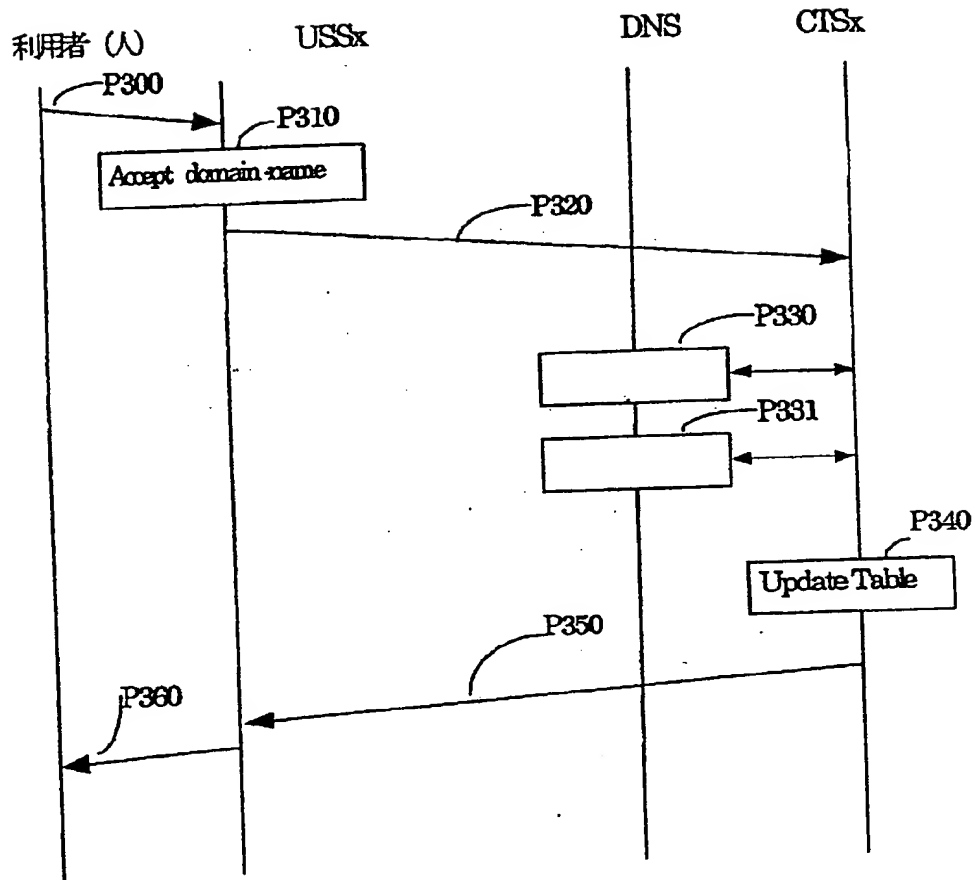 利用者 (人)
USSx
DNS
CTSx
P300
P310
Accept domain-name
P320
P330
P331
P340
Update Table
P350
P360